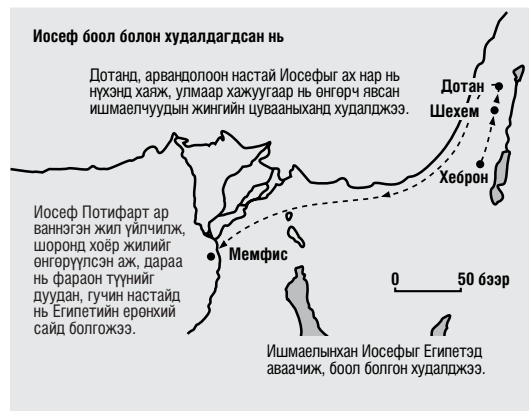 Иосеф боол болон худалдагдсан нь
Дотанд, арвандолоон настай Иосефыг ах нар нь
нүхэнд хаяж, улмаар хажуугаар нь өнгөрч явсан
ишмаелчуудын жингийн цуваанынханд худалджээ.
Дотан
Шехем
Хеброн
Иосеф Потифарт ар
ваннэгэн жил үйлчилж,
шоронд хоёр жилийг
өнгөрүүлсэн аж, дараа
нь фараон түүнийг
дуудан, гучин настайд
нь Египетийн ерөнхий
сайд болгожээ.
Мемфис
0 50 бээр
Ишмаелынхан Иосефыг Египетэд
аваачиж, боол болгон худалджээ.